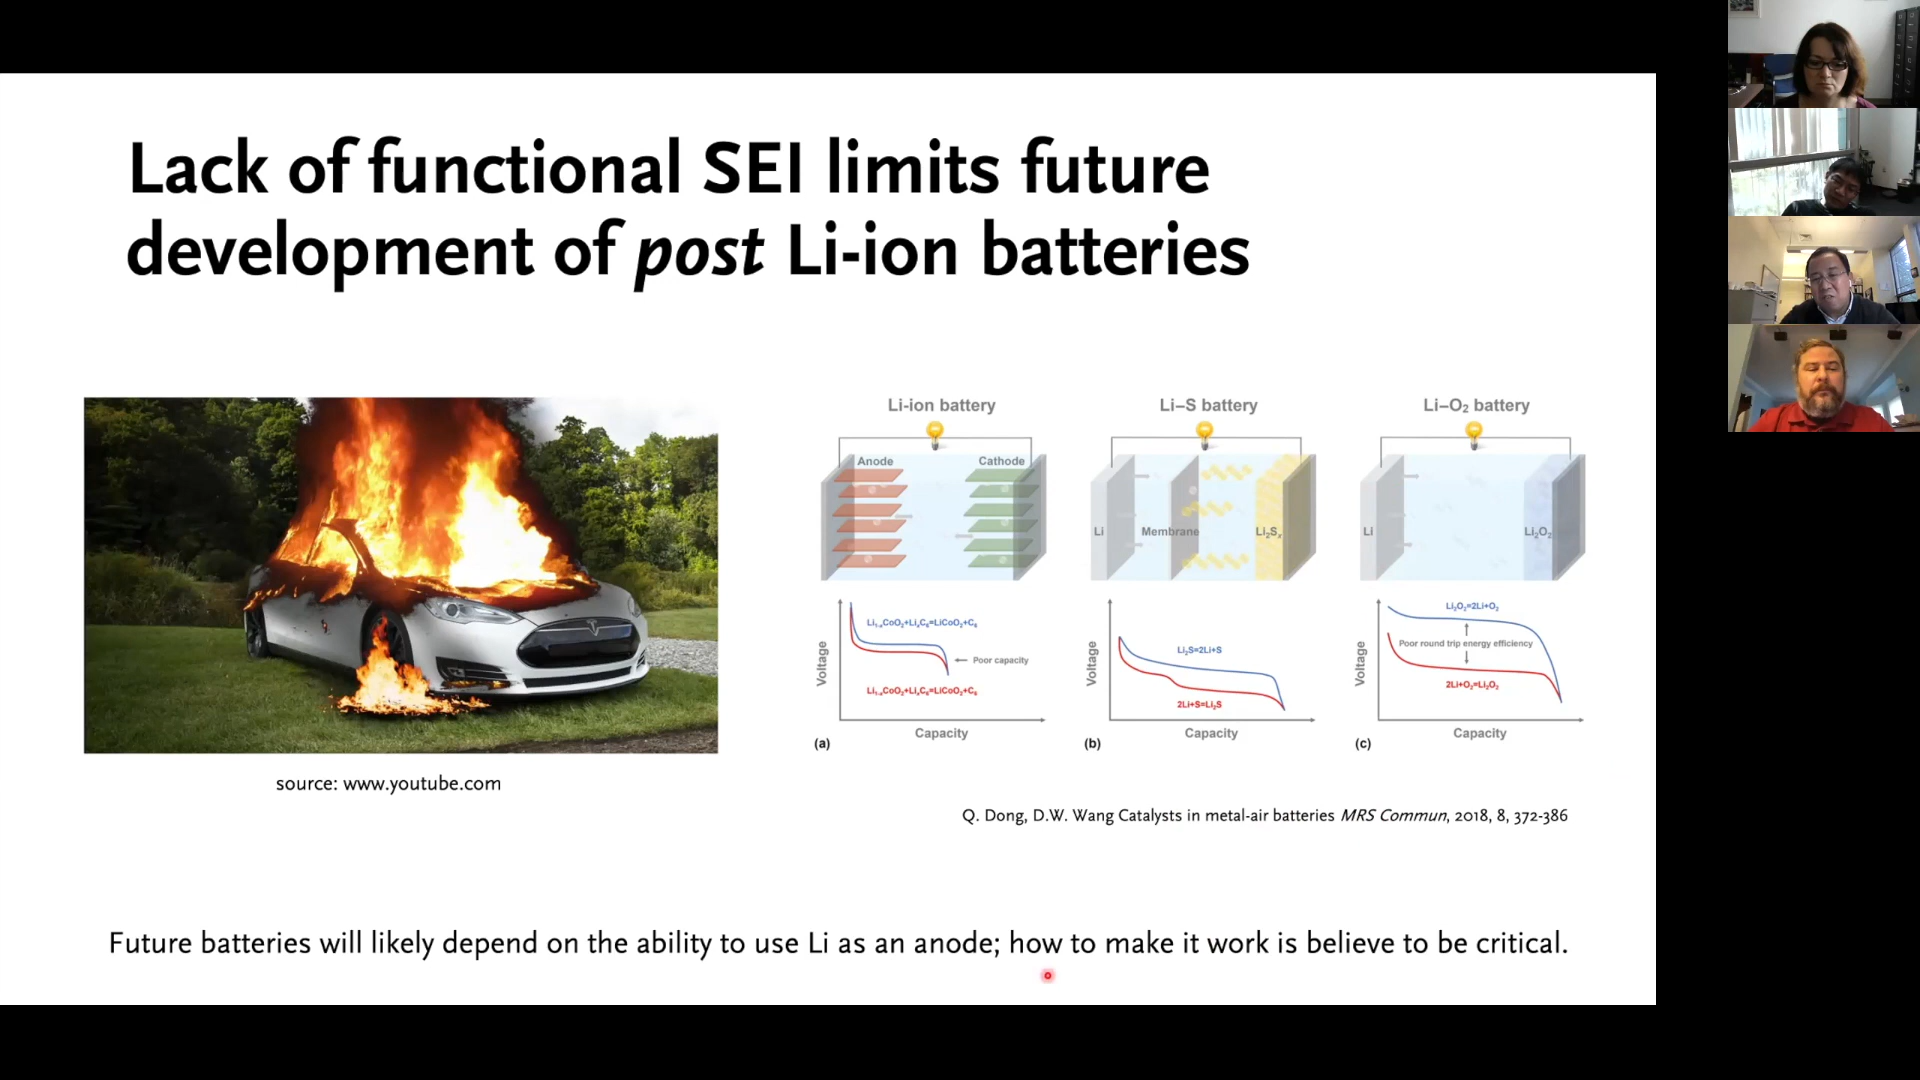 Lack of functional SEI limits future
development of post Li-ion batteries
source: www.youtube.com
Li-ion battery
Anode
Cathode
Li₁₋ₓCoO₂+LiₓC₆=LiCoO₂+C₆
Poor capacity
Li₁₋ₓCoO₂+LiₓC₆=LiCoO₂+C₆
Voltage
Capacity
(a)
Li–S battery
Li
Membrane
Li₂Sₓ
Li₂S=2Li+S
2Li+S=Li₂S
Voltage
Capacity
(b)
Li–O₂ battery
Li
Li₂O₂
Li₂O₂=2Li+O₂
Poor round trip energy efficiency
2Li+O₂=Li₂O₂
Voltage
Capacity
(c)
Q. Dong, D.W. Wang Catalysts in metal-air batteries MRS Commun, 2018, 8, 372-386
Future batteries will likely depend on the ability to use Li as an anode; how to make it work is believe to be critical.